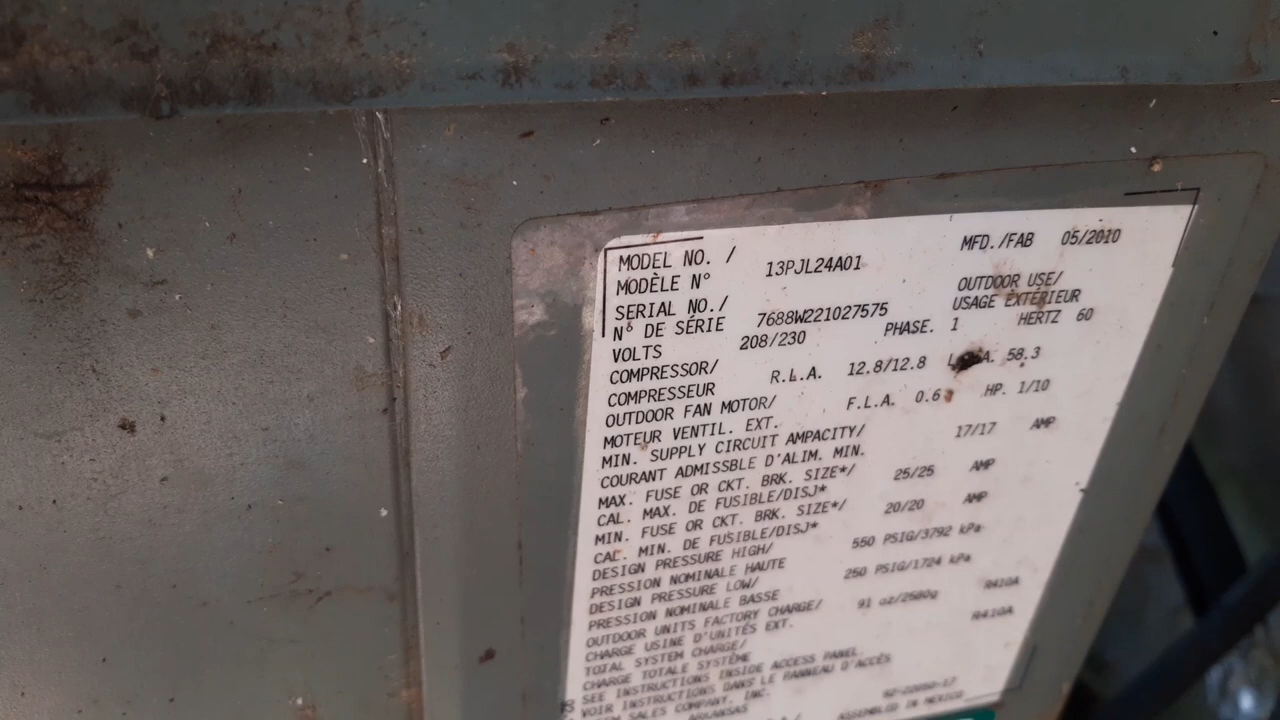 MFD./FAB 05/2010
MODEL NO. / 13PJL24A01
MODÈLE N°
OUTDOOR USE/
SERIAL NO./ USAGE EXTÉRIEUR
N° DE SÉRIE 7688W221027575
VOLTS 208/230 PHASE. 1 HERTZ 60
COMPRESSOR/
COMPRESSEUR R.L.A. 12.8/12.8 58.3
OUTDOOR FAN MOTOR/
MOTEUR VENTIL. EXT. F.L.A. 0.6 HP. 1/10
MIN. SUPPLY CIRCUIT AMPACITY/
COURANT ADMISSBLE D'ALIM. MIN. 17/17 AMP
MAX. FUSE OR CKT. BRK. SIZE*/
CAL. MAX. DE FUSIBLE/DISJ* 25/25 AMP
MIN. FUSE OR CKT. BRK. SIZE*/
CAL. MIN. DE FUSIBLE/DISJ* 20/20 AMP
DESIGN PRESSURE HIGH/
PRESSION NOMINALE HAUTE 550 PSIG/3792 kPa
DESIGN PRESSURE LOW/
PRESSION NOMINALE BASSE 250 PSIG/1724 kPa
OUTDOOR UNITS FACTORY CHARGE/
CHARGE USINE D'UNITÉS EXT. 91 oz/2580g R410A
TOTAL SYSTEM CHARGE/
CHARGE TOTALE SYSTÈME R410A
SEE INSTRUCTIONS INSIDE ACCESS PANEL.
VOIR INSTRUCTIONS DANS LE PANNEAU D'ACCÈS
SALES COMPANY, INC.
ARKANSAS ASSEMBLED IN MEXICO